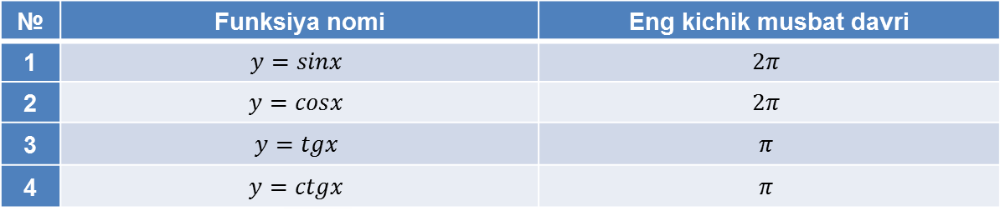 № Funksiya nomi Eng kichik musbat davri
1 y = sinx 2π
2 y = cosx 2π
3 y = tgx π
4 y = ctgx π